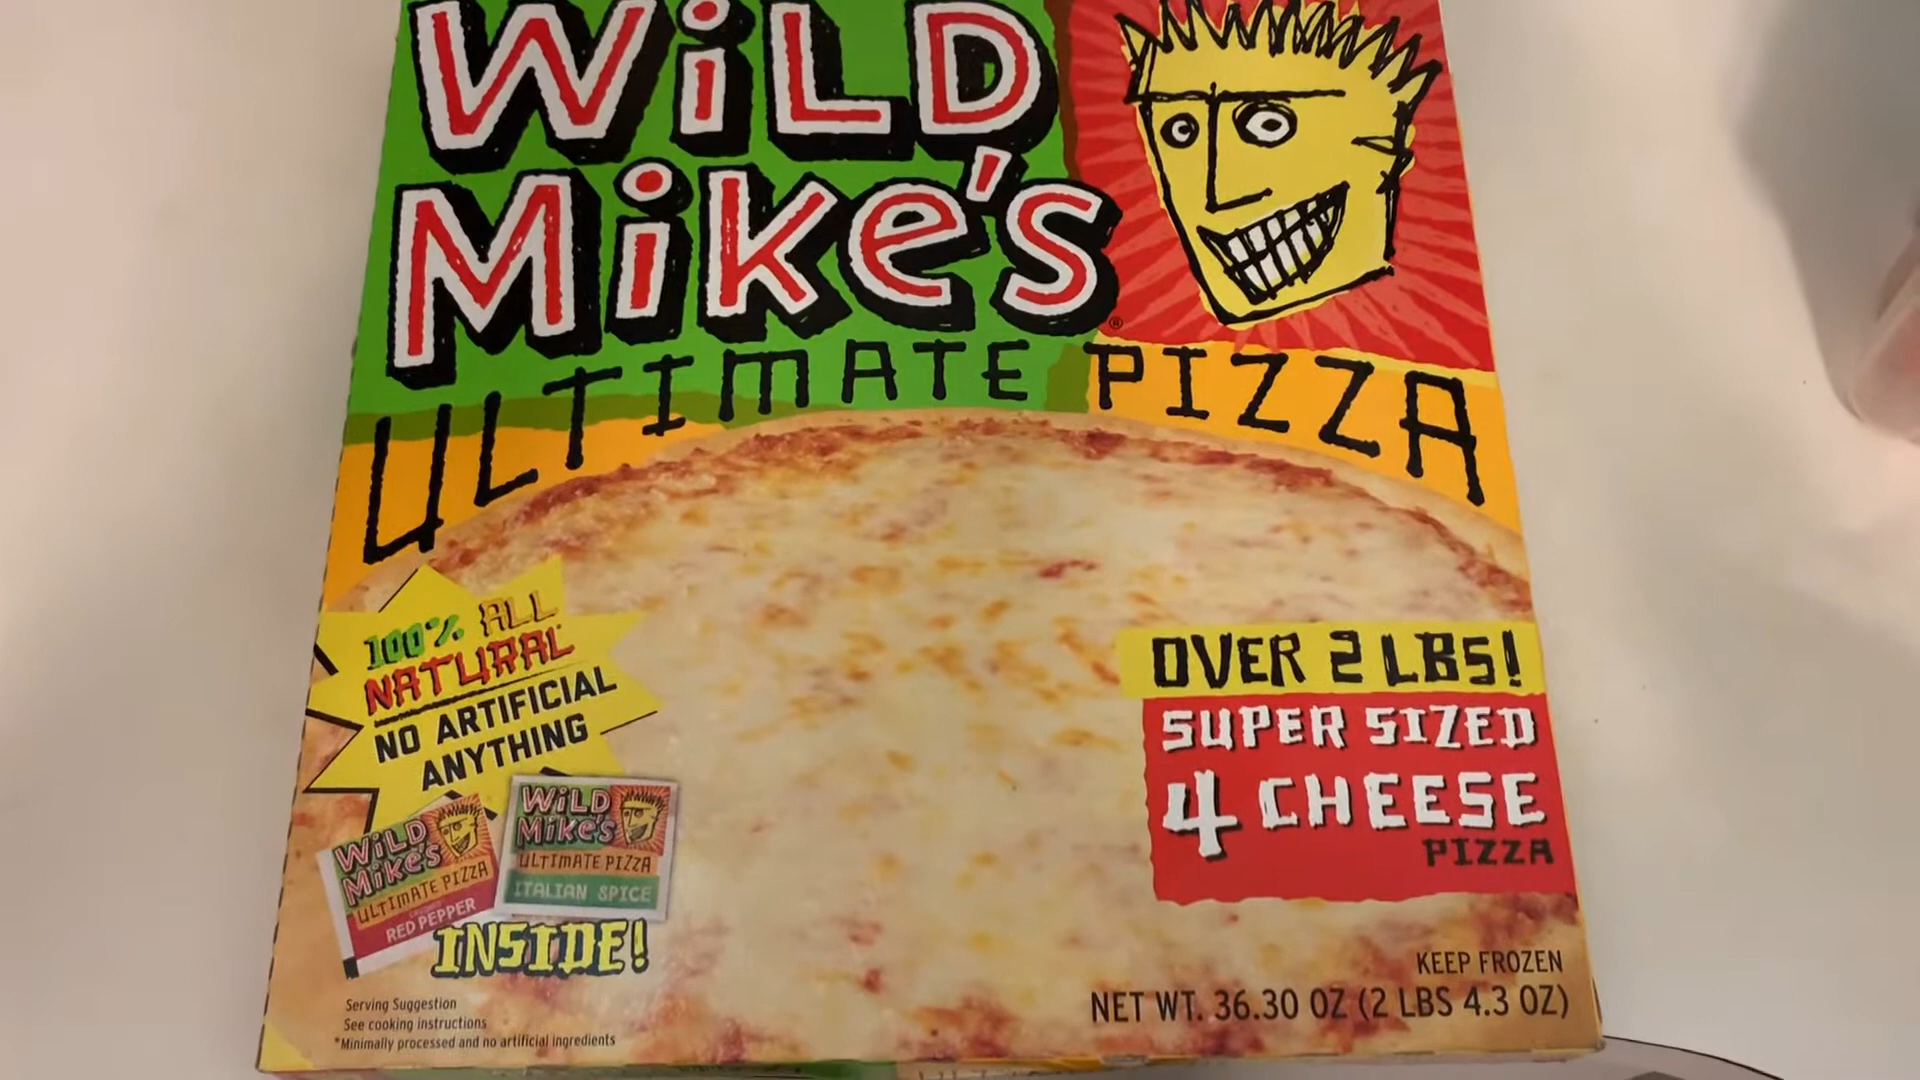 WiLD
Mike's®
ULTIMATE PIZZA
100% ALL
NATURAL
NO ARTIFICIAL
ANYTHING
OVER 2 LBS!
SUPER SIZED
4 CHEESE
PIZZA
WiLD
Mike's
ULTIMATE PIZZA
RED PEPPER
WiLD
Mike's
ULTIMATE PIZZA
ITALIAN SPICE
INSIDE!
KEEP FROZEN
NET WT. 36.30 OZ (2 LBS 4.3 OZ)
Serving Suggestion
See cooking instructions
*Minimally processed and no artificial ingredients